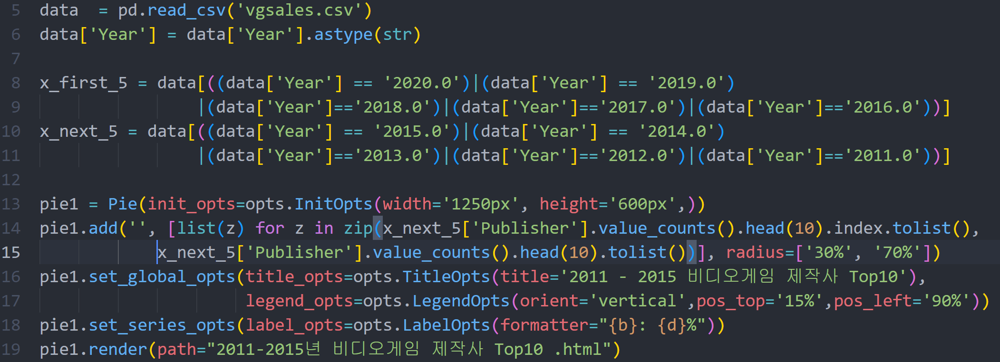 5 data  = pd.read_csv('vgsales.csv')
6 data['Year'] = data['Year'].astype(str)
7
8 x_first_5 = data[((data['Year'] == '2020.0')|(data['Year'] == '2019.0')
9                 |(data['Year']=='2018.0')|(data['Year']=='2017.0')|(data['Year']=='2016.0'))]
10 x_next_5 = data[((data['Year'] == '2015.0')|(data['Year'] == '2014.0')
11                 |(data['Year']=='2013.0')|(data['Year']=='2012.0')|(data['Year']=='2011.0'))]
12
13 pie1 = Pie(init_opts=opts.InitOpts(width='1250px', height='600px',))
14 pie1.add('', [list(z) for z in zip(x_next_5['Publisher'].value_counts().head(10).index.tolist(),
15             x_next_5['Publisher'].value_counts().head(10).tolist())], radius=['30%', '70%'])
16 pie1.set_global_opts(title_opts=opts.TitleOpts(title='2011 - 2015 비디오게임 제작사 Top10'),
17                      legend_opts=opts.LegendOpts(orient='vertical',pos_top='15%',pos_left='90%'))
18 pie1.set_series_opts(label_opts=opts.LabelOpts(formatter="{b}: {d}%"))
19 pie1.render(path="2011-2015년 비디오게임 제작사 Top10 .html")